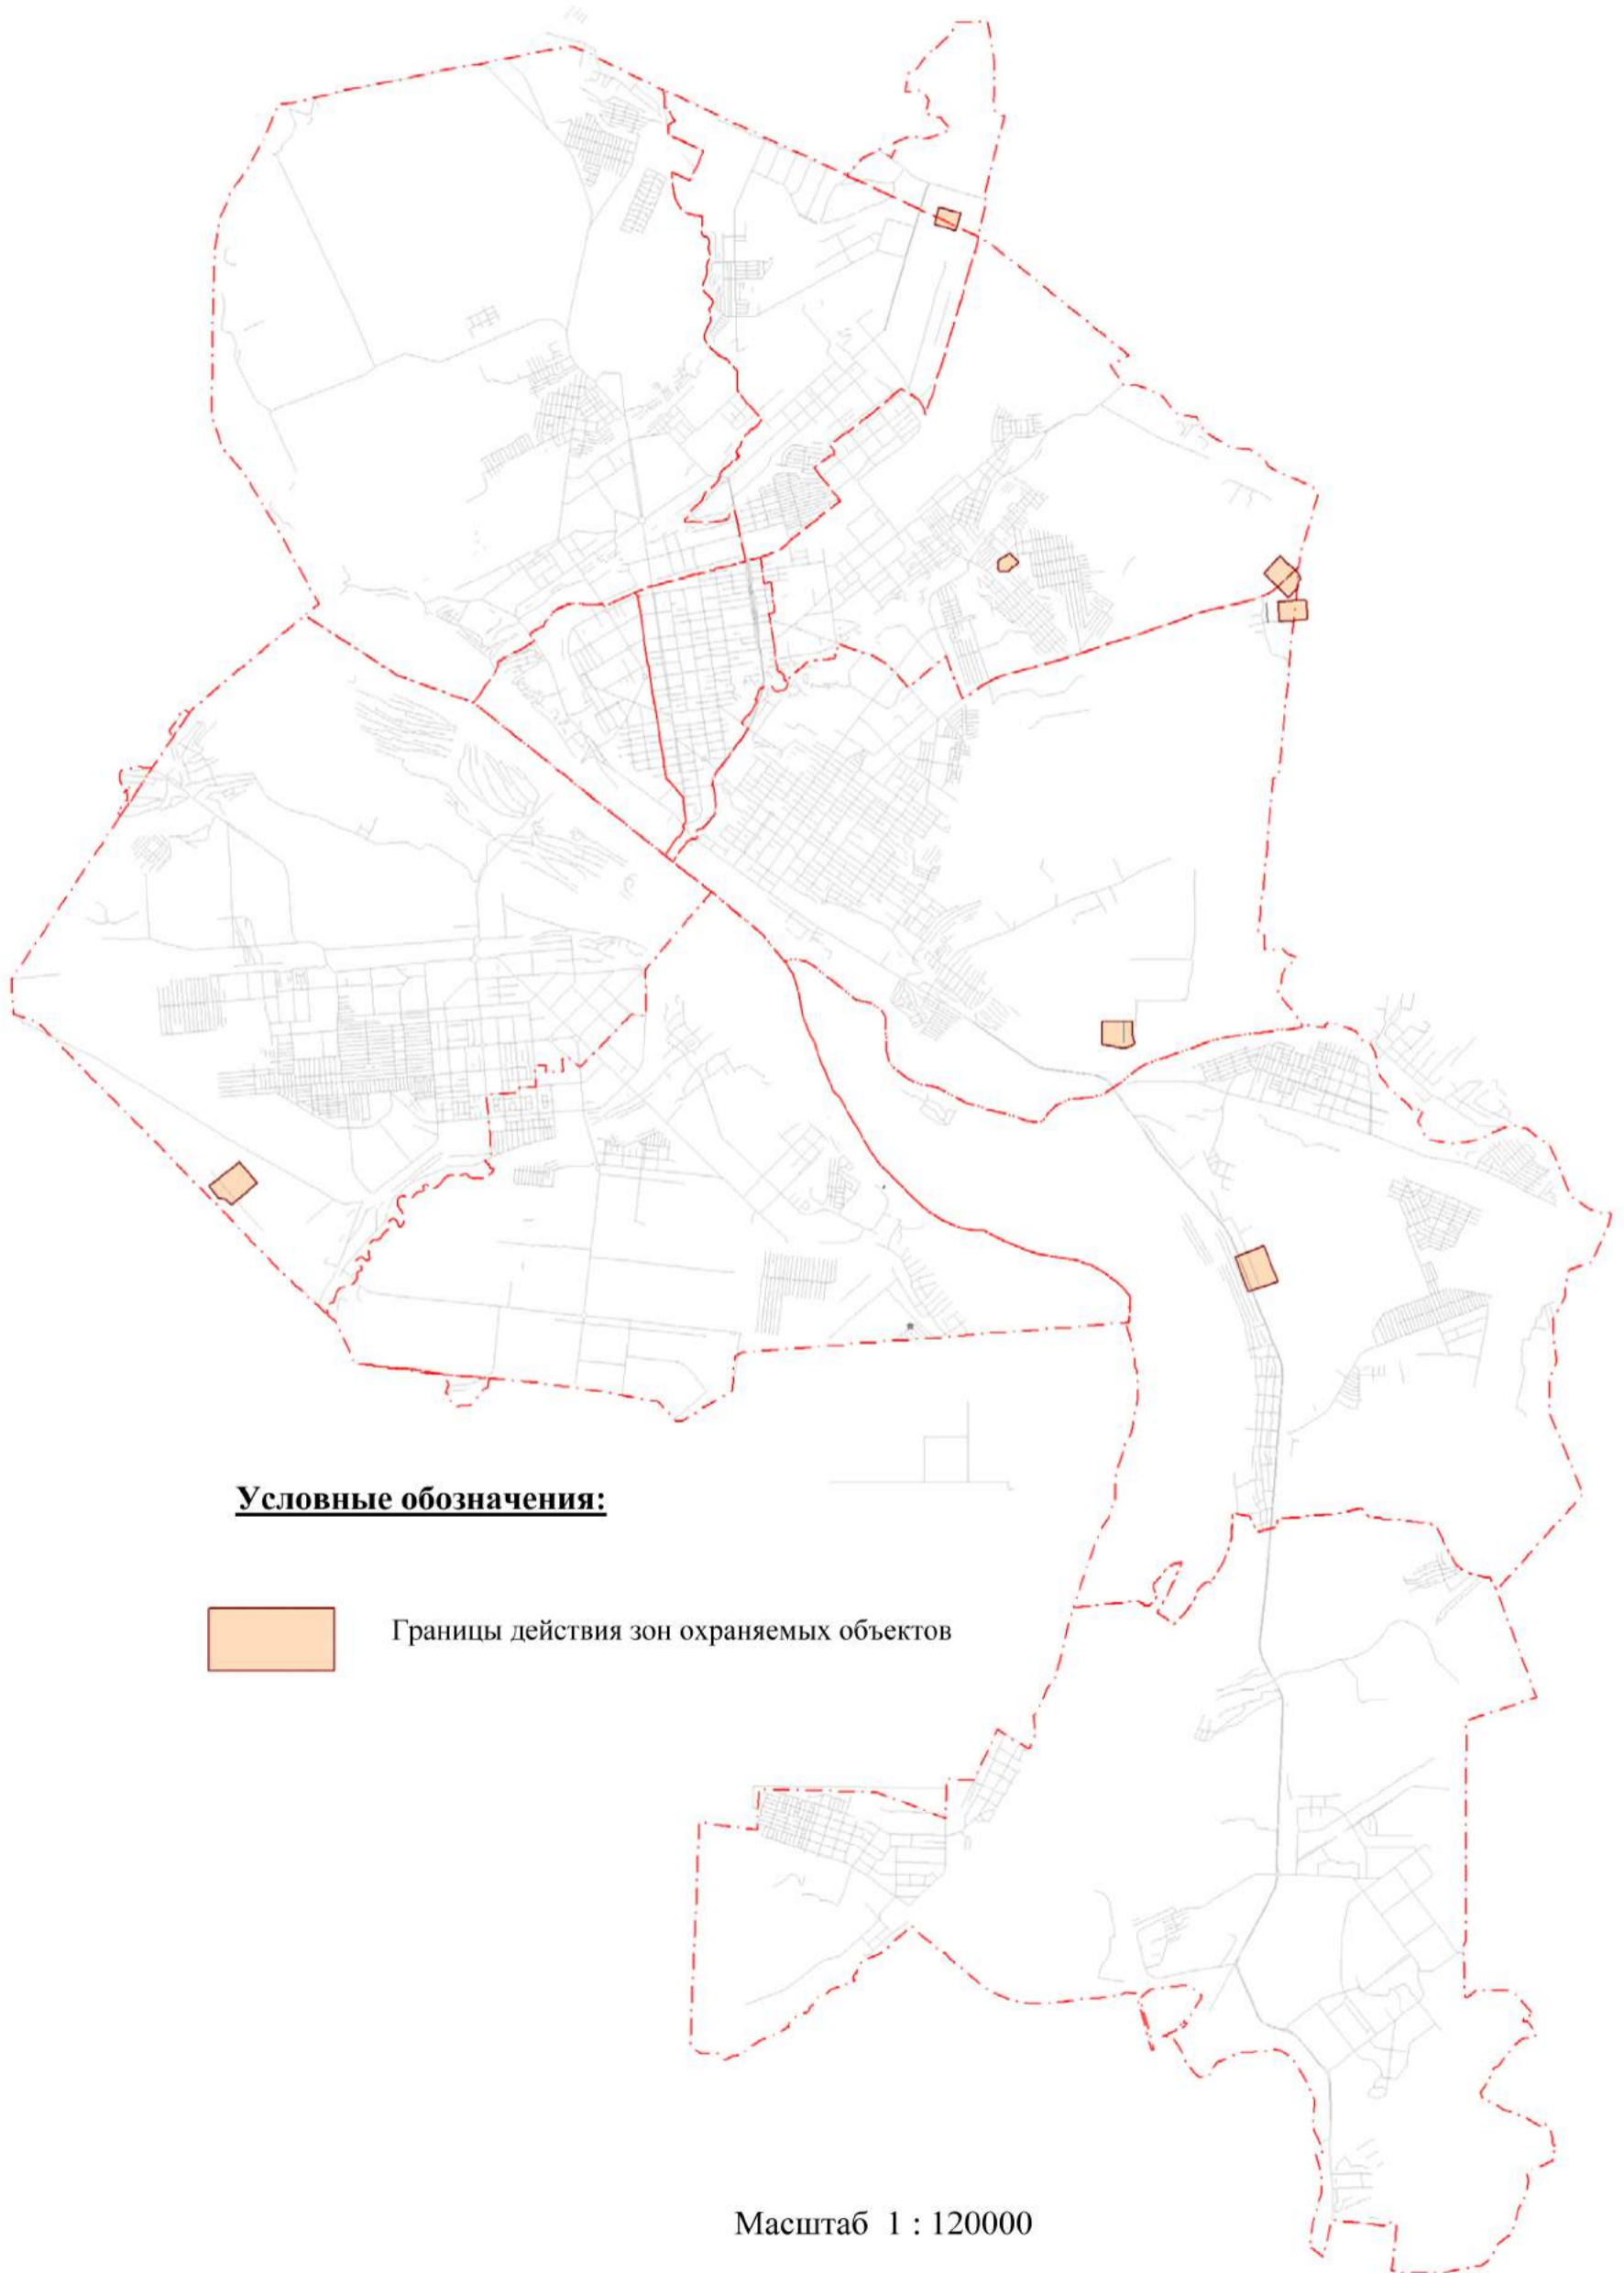 Условные обозначения:
Границы действия зон охраняемых объектов
Масштаб 1 : 120000